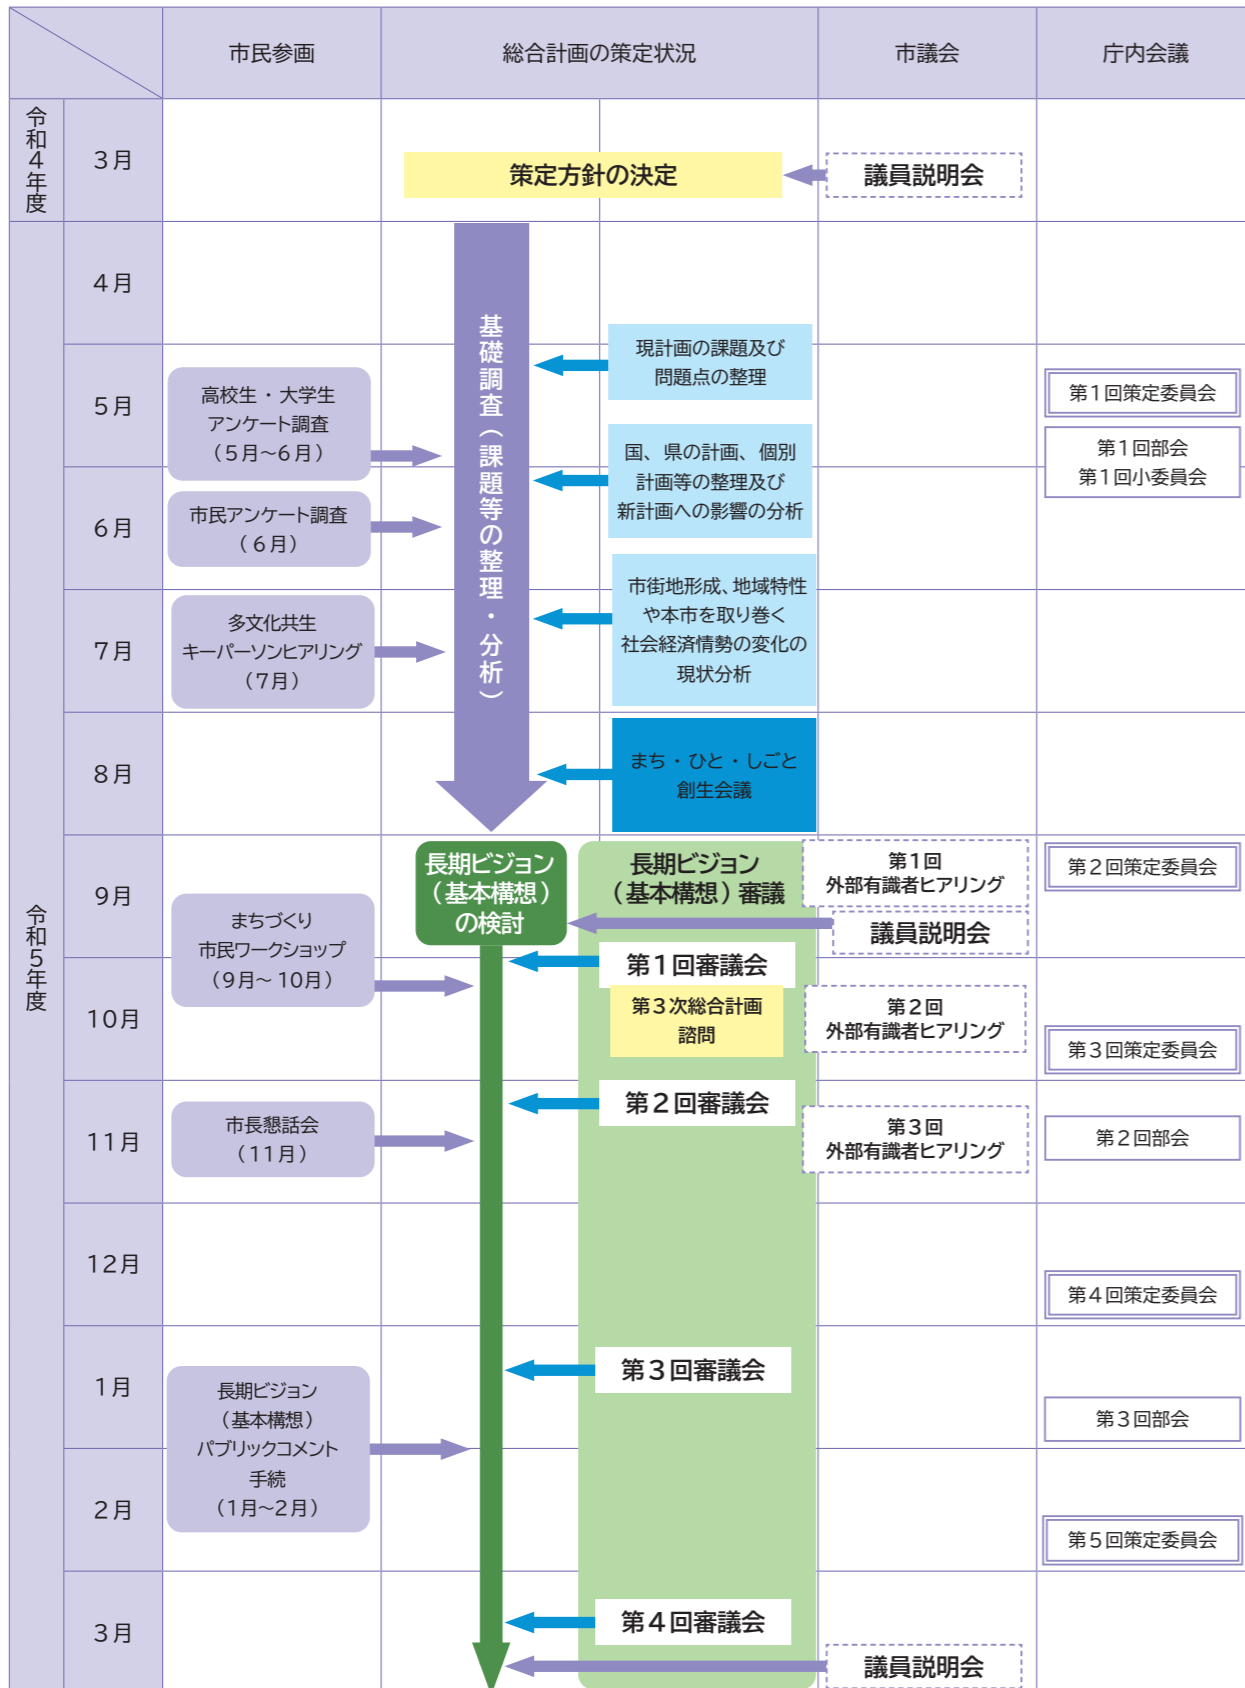 市民参画
総合計画の策定状況
市議会
庁内会議
令和4年度
3月
策定方針の決定
議員説明会
令和5年度
4月
基礎調査（課題等の整理・分析）
現計画の課題及び
問題点の整理
5月
高校生・大学生
アンケート調査
（5月～6月）
第1回策定委員会
国、県の計画、個別
計画等の整理及び
新計画への影響の分析
第1回部会
第1回小委員会
6月
市民アンケート調査
（6月）
7月
多文化共生
キーパーソンヒアリング
（7月）
市街地形成、地域特性
や本市を取り巻く
社会経済情勢の変化の
現状分析
8月
まち・ひと・しごと
創生会議
9月
長期ビジョン
（基本構想）
の検討
長期ビジョン
（基本構想）審議
第1回
外部有識者ヒアリング
第2回策定委員会
議員説明会
まちづくり
市民ワークショップ
（9月～10月）
第1回審議会
10月
第3次総合計画
諮問
第2回
外部有識者ヒアリング
第3回策定委員会
11月
市長懇話会
（11月）
第2回審議会
第3回
外部有識者ヒアリング
第2回部会
12月
第4回策定委員会
1月
長期ビジョン
（基本構想）
パブリックコメント
手続
（1月～2月）
第3回審議会
第3回部会
2月
第5回策定委員会
3月
第4回審議会
議員説明会